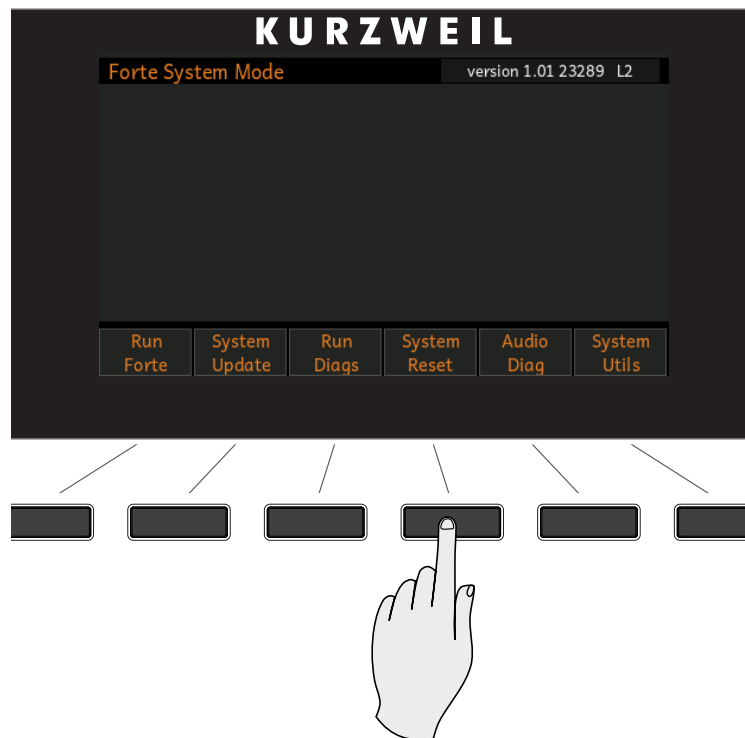 KURZWEIL
Forte System Mode version 1.01 23289 L2
Run System Run System Audio System
Forte Update Diags Reset Diag Utils